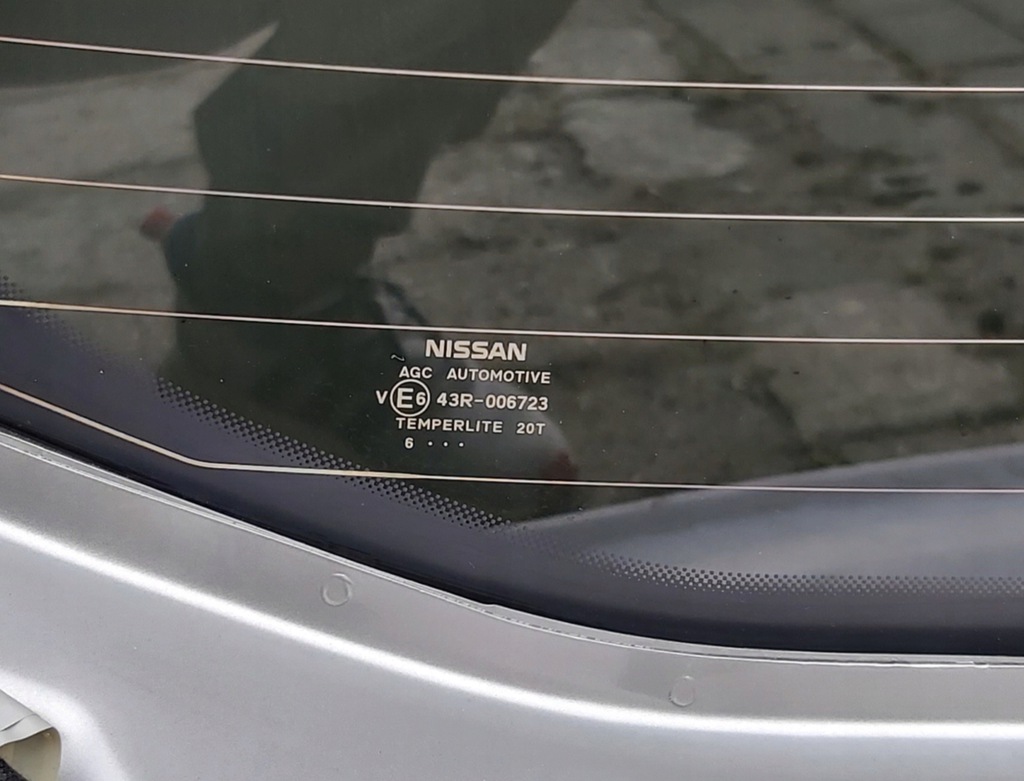 NISSAN
~ AGC AUTOMOTIVE
V E6 43R-006723
TEMPERLITE 20T
6 ...